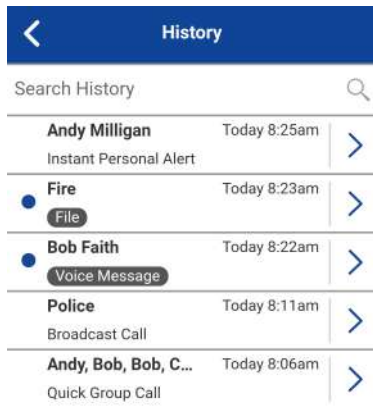 History
Search History
Andy Milligan Today 8:25am
Instant Personal Alert
Fire Today 8:23am
File
Bob Faith Today 8:22am
Voice Message
Police Today 8:11am
Broadcast Call
Andy, Bob, Bob, C... Today 8:06am
Quick Group Call